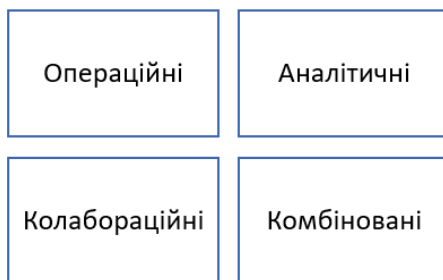 Операційні
Аналітичні
Колабораційні
Комбіновані